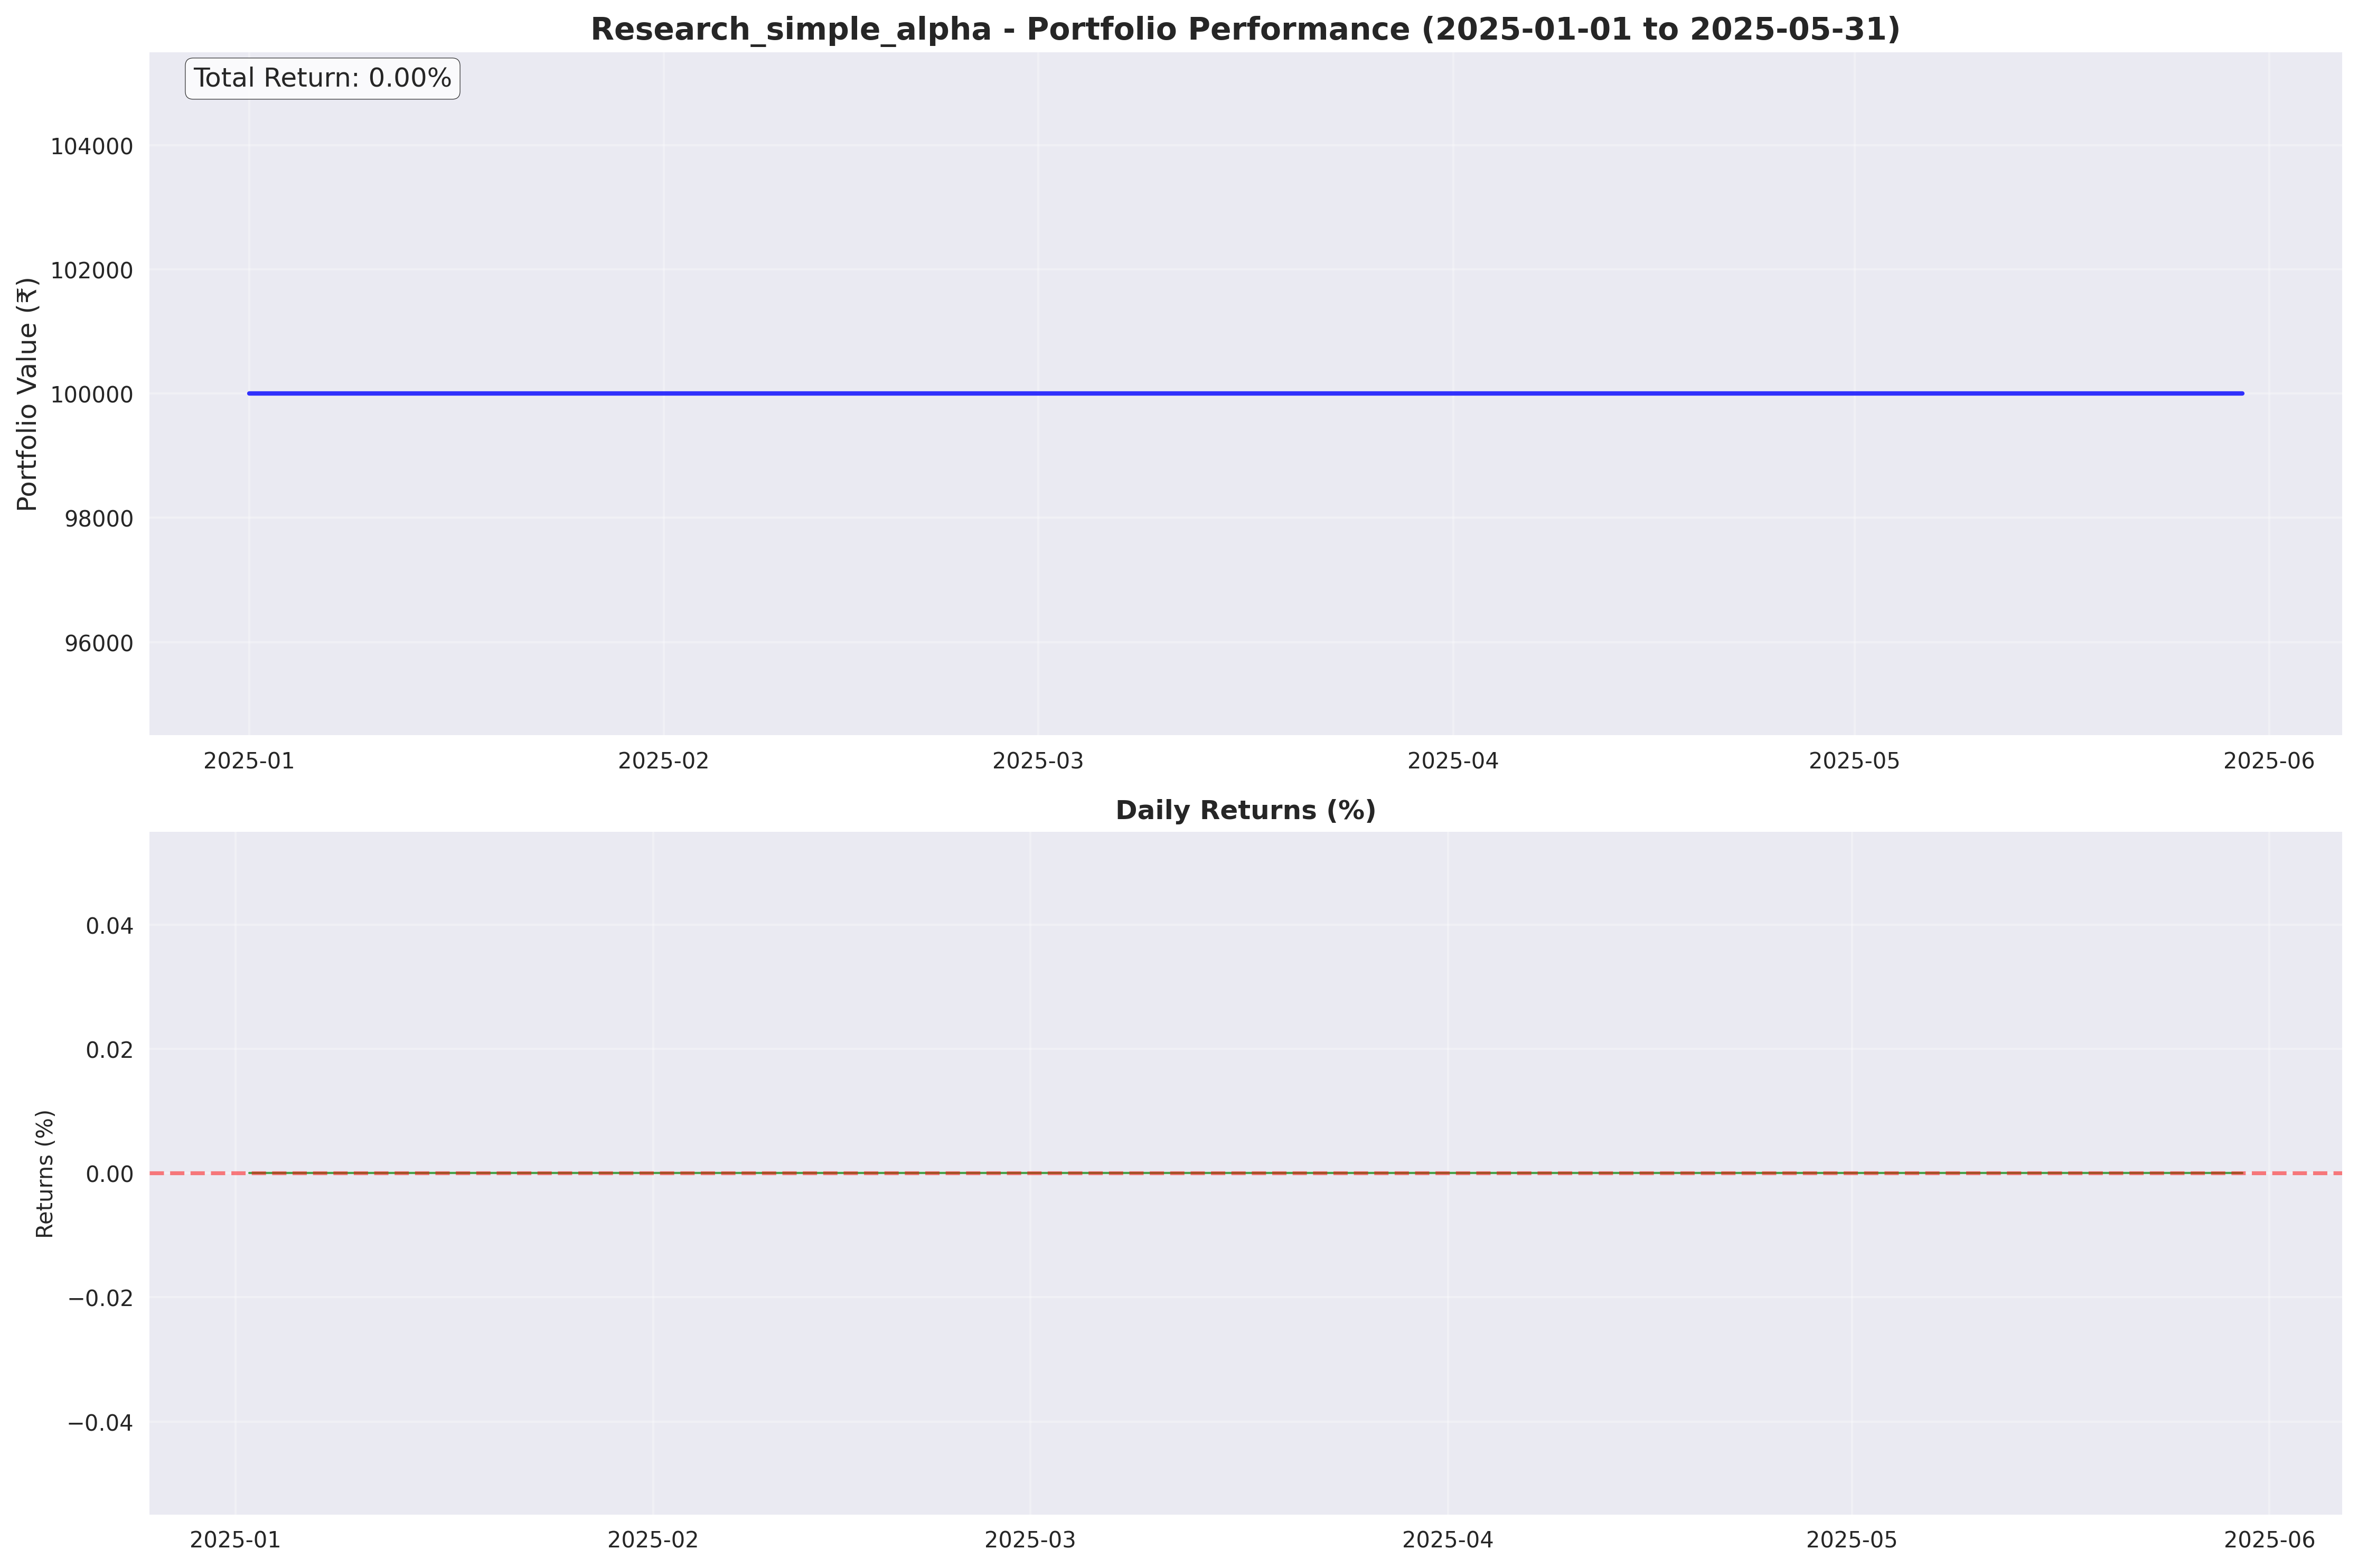 Research_simple_alpha - Portfolio Performance (2025-01-01 to 2025-05-31)
Total Return: 0.00%
Portfolio Value (₹)
104000
102000
100000
98000
96000
2025-01 2025-02 2025-03 2025-04 2025-05 2025-06
Daily Returns (%)
Returns (%)
0.04
0.02
0.00
−0.02
−0.04
2025-01 2025-02 2025-03 2025-04 2025-05 2025-06